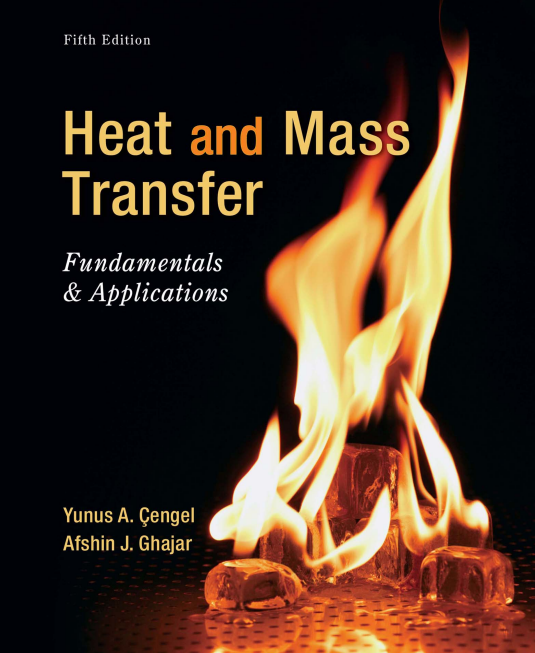 Fifth Edition
Heat and Mass
Transfer
Fundamentals
& Applications
Yunus A. Çengel
Afshin J. Ghajar